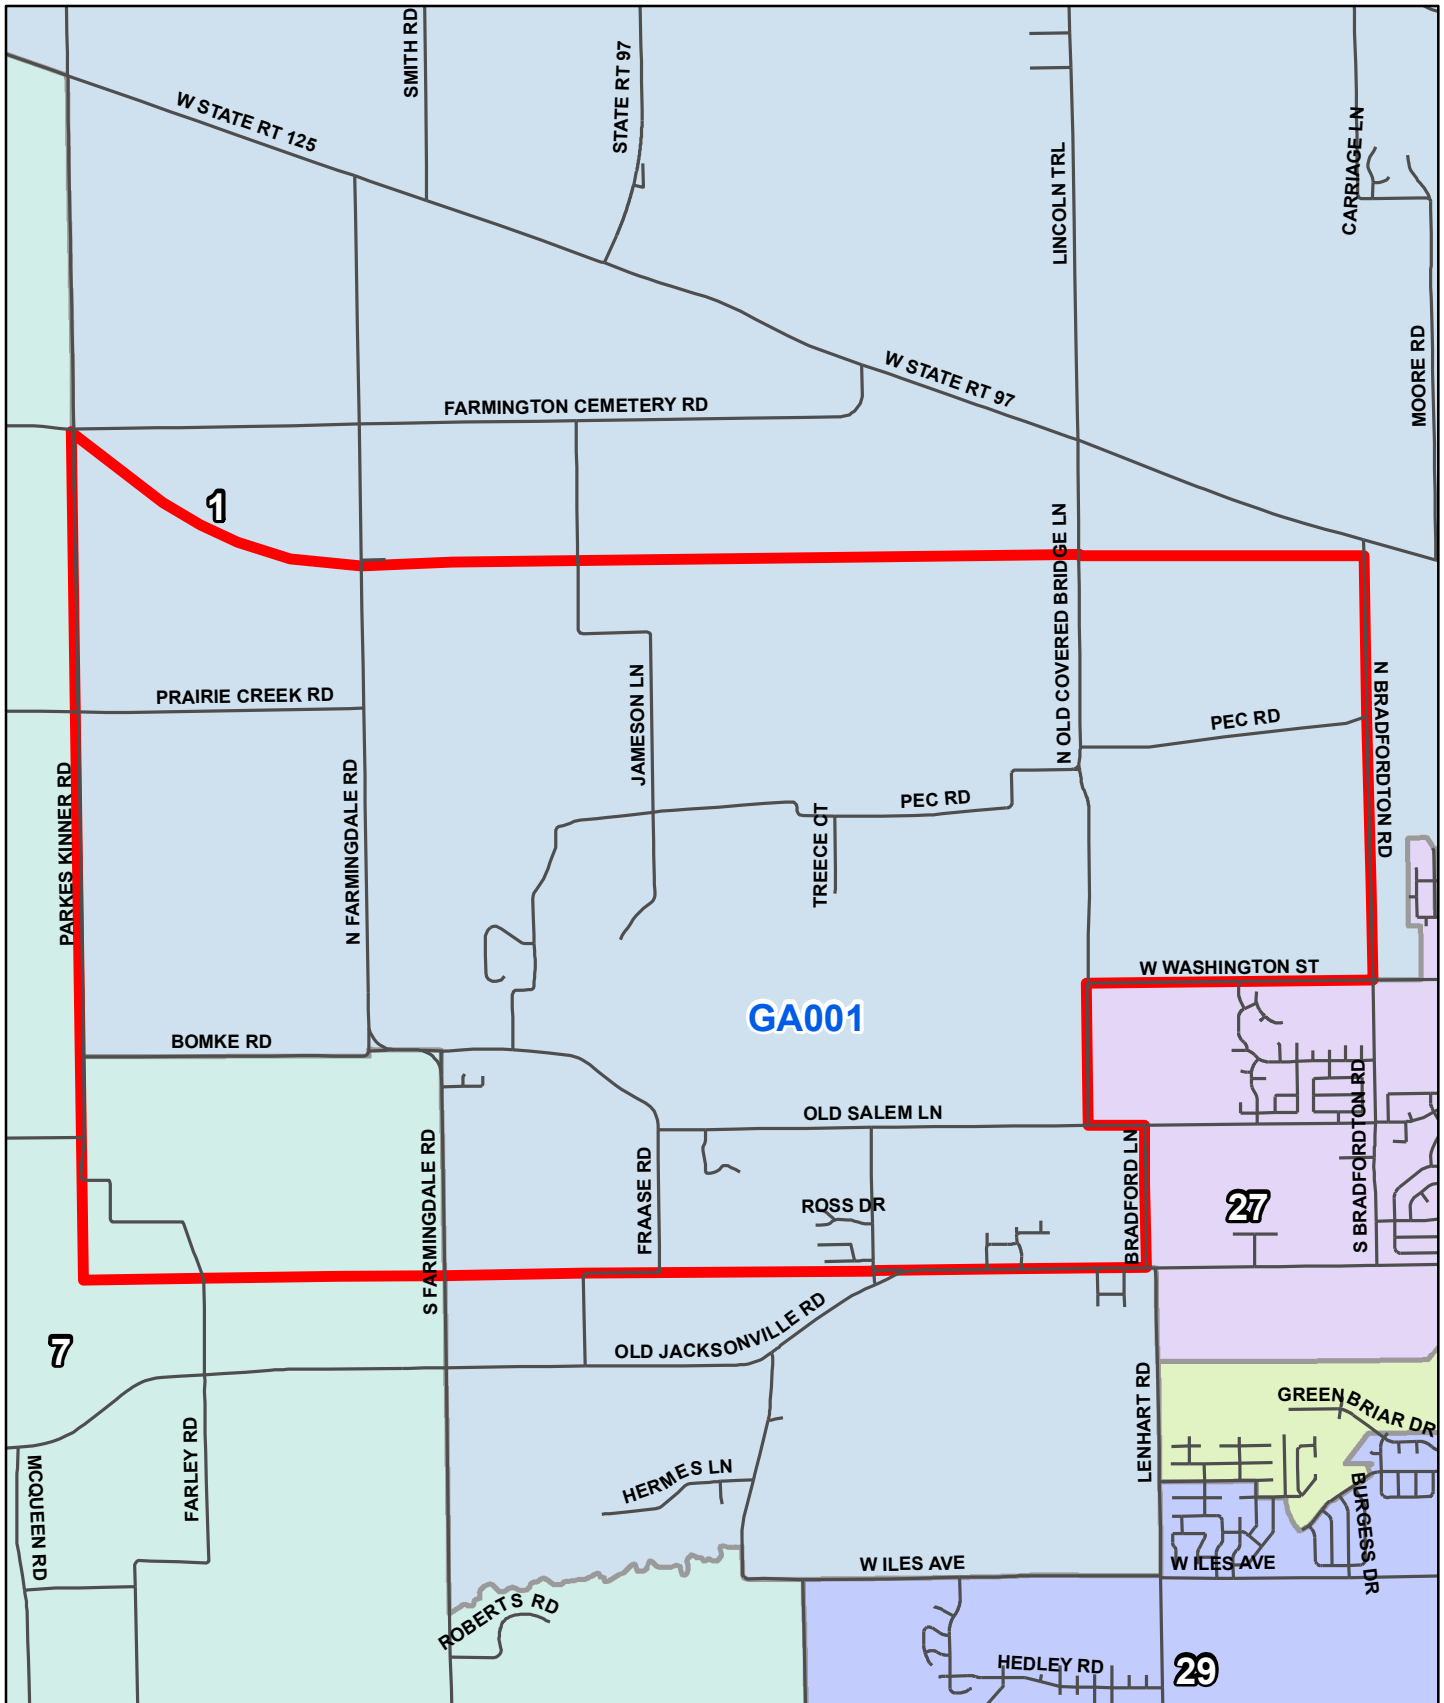 SMITH RD
STATE RT 97
W STATE RT 125
CARRIAGE LN
LINCOLN TRL
MOORE RD
W STATE RT 97
FARMINGTON CEMETERY RD
1
N OLD COVERED BRIDGE LN
PRAIRIE CREEK RD
JAMESON LN
PEC RD
N BRADFORDTON RD
PARKES KINNER RD
N FARMINGDALE RD
PEC RD
TREECE CT
W WASHINGTON ST
GA001
BOMKE RD
OLD SALEM LN
S FARMINGDALE RD
FRAASE RD
ROSS DR
BRADFORD LN
27
S BRADFORDTON RD
7
OLD JACKSONVILLE RD
LENHART RD
GREEN BRIAR DR
FARLEY RD
MCQUEEN RD
HERMES LN
BURGESS DR
W ILES AVE
W ILES AVE
ROBERTS RD
HEDLEY RD
29